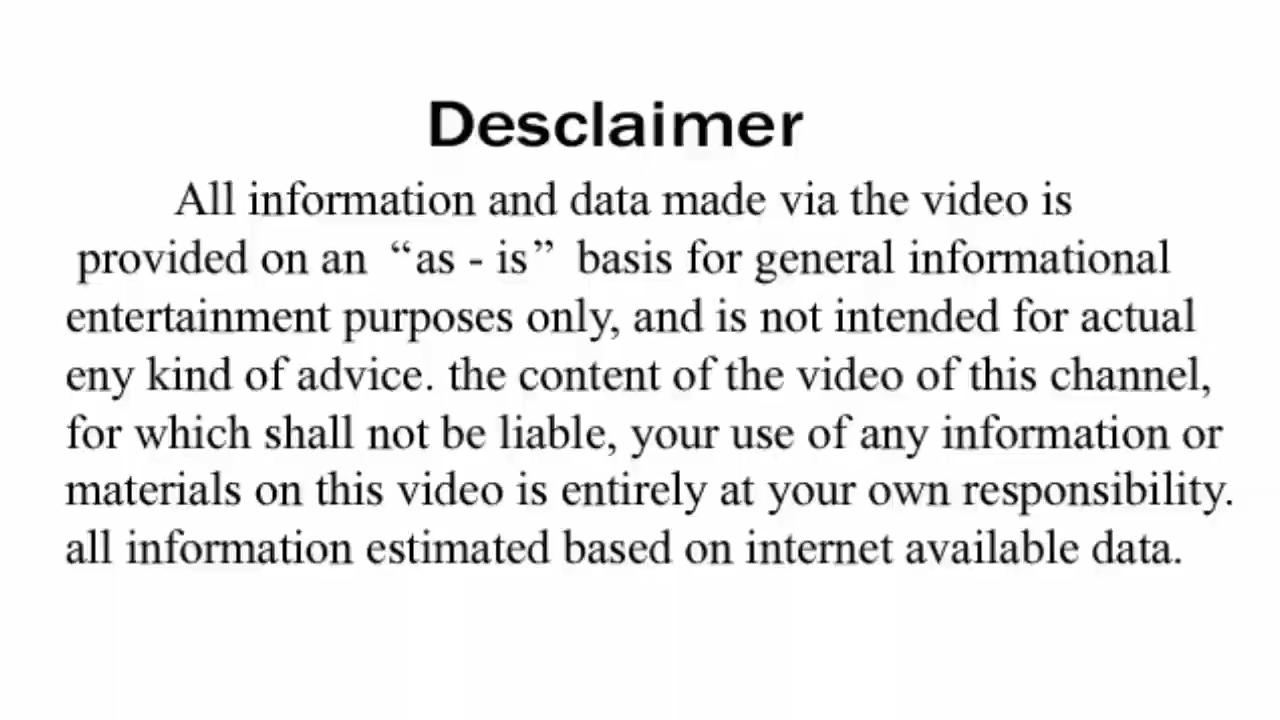 Desclaimer
All information and data made via the video is
provided on an “as - is” basis for general informational
entertainment purposes only, and is not intended for actual
eny kind of advice. the content of the video of this channel,
for which shall not be liable, your use of any information or
materials on this video is entirely at your own responsibility.
all information estimated based on internet available data.